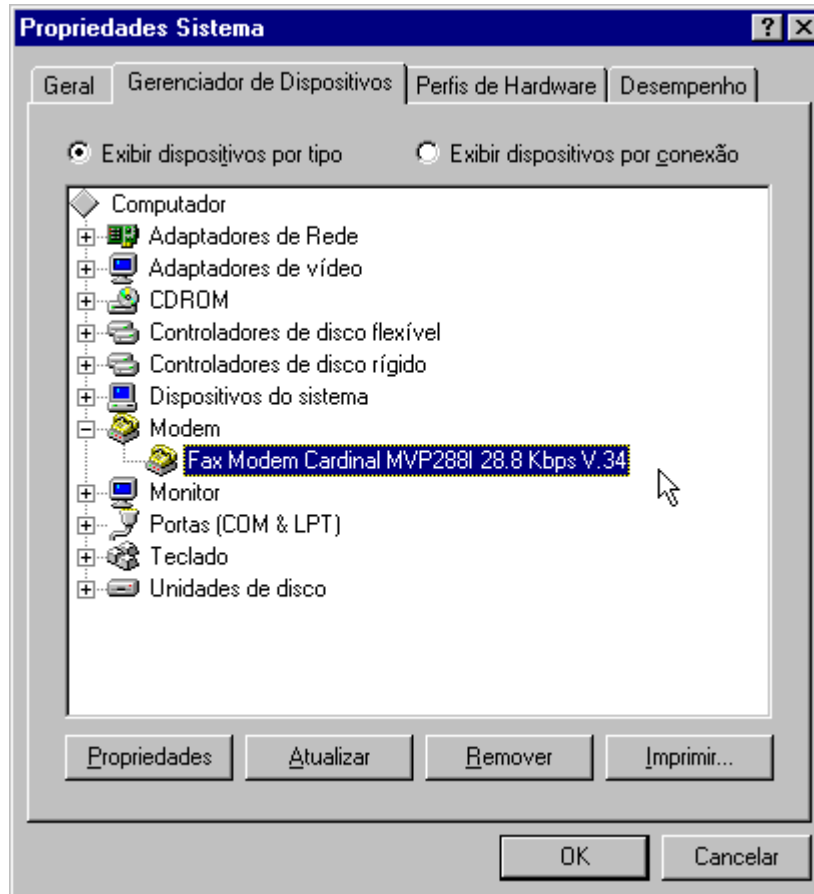 Propriedades Sistema
Geral Gerenciador de Dispositivos Perfis de Hardware Desempenho
Exibir dispositivos por tipo Exibir dispositivos por conexão
Computador
Adaptadores de Rede
Adaptadores de vídeo
CDROM
Controladores de disco flexível
Controladores de disco rígido
Dispositivos do sistema
Modem
Fax Modem Cardinal MVP288I 28.8 Kbps V.34
Monitor
Portas (COM & LPT)
Teclado
Unidades de disco
Propriedades Atualizar Remover Imprimir...
OK Cancelar